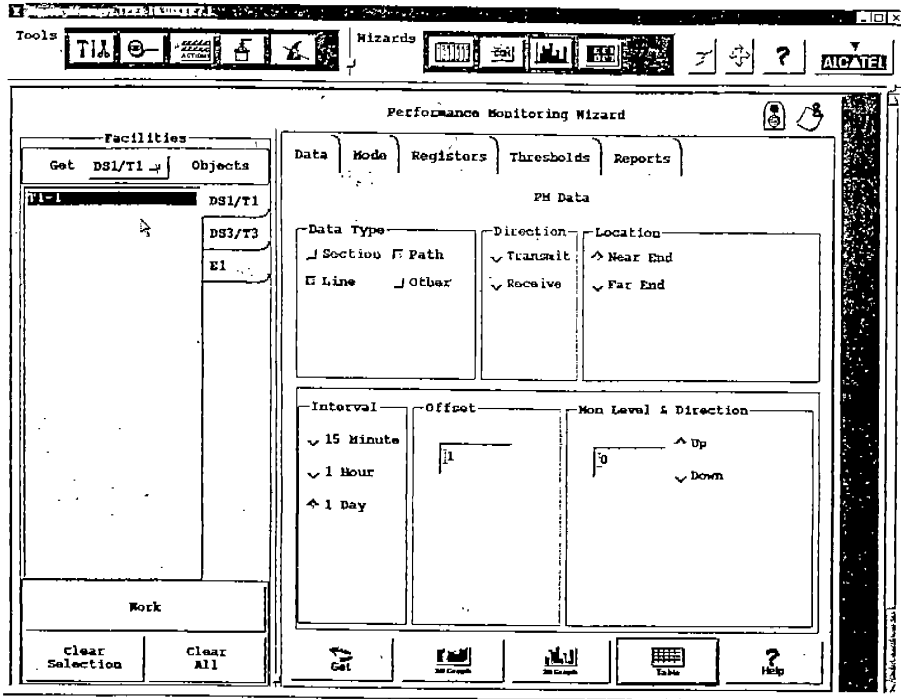 Tools
Wizards
ACTIONS
ALCATEL
Performance Monitoring Wizard
Facilities
Get DS1/T1 Objects
T1-1
DS1/T1
DS3/T3
E1
Work
Clear Selection
Clear All
Data Mode Registers Thresholds Reports
PM Data
Data Type
Section Path
Line Other
Direction
Transmit
Receive
Location
Near End
Far End
Interval
15 Minute
1 Hour
1 Day
Offset
1
Mon Level & Direction
0
Up
Down
Get
Table
?
Help